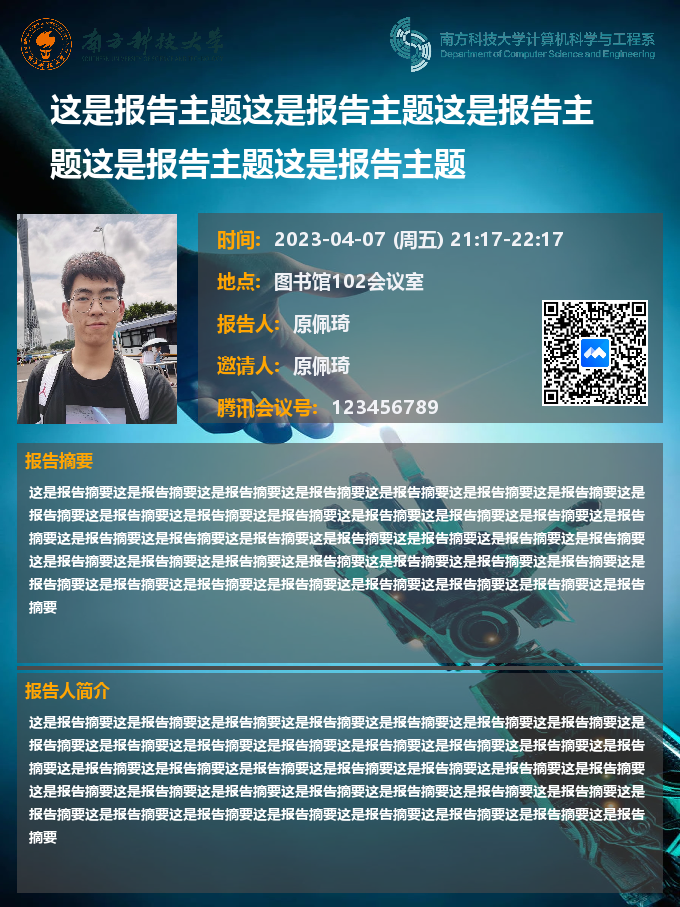 南方科技大学
南方科技大学计算机科学与工程系
Department of Computer Science and Engineering
这是报告主题这是报告主题这是报告主
题这是报告主题这是报告主题
时间: 2023-04-07 (周五) 21:17-22:17
地点: 图书馆102会议室
报告人: 原佩琦
邀请人: 原佩琦
腾讯会议号: 123456789
报告摘要
这是报告摘要这是报告摘要这是报告摘要这是报告摘要这是报告摘要这是报告摘要这是报告摘要这是
报告摘要这是报告摘要这是报告摘要这是报告摘要这是报告摘要这是报告摘要这是报告摘要这是报告
摘要这是报告摘要这是报告摘要这是报告摘要这是报告摘要这是报告摘要这是报告摘要这是报告摘要
这是报告摘要这是报告摘要这是报告摘要这是报告摘要这是报告摘要这是报告摘要这是报告摘要这是
报告摘要这是报告摘要这是报告摘要这是报告摘要这是报告摘要这是报告摘要这是报告摘要这是报告
摘要
报告人简介
这是报告摘要这是报告摘要这是报告摘要这是报告摘要这是报告摘要这是报告摘要这是报告摘要这是
报告摘要这是报告摘要这是报告摘要这是报告摘要这是报告摘要这是报告摘要这是报告摘要这是报告
摘要这是报告摘要这是报告摘要这是报告摘要这是报告摘要这是报告摘要这是报告摘要这是报告摘要
这是报告摘要这是报告摘要这是报告摘要这是报告摘要这是报告摘要这是报告摘要这是报告摘要这是
报告摘要这是报告摘要这是报告摘要这是报告摘要这是报告摘要这是报告摘要这是报告摘要这是报告
摘要